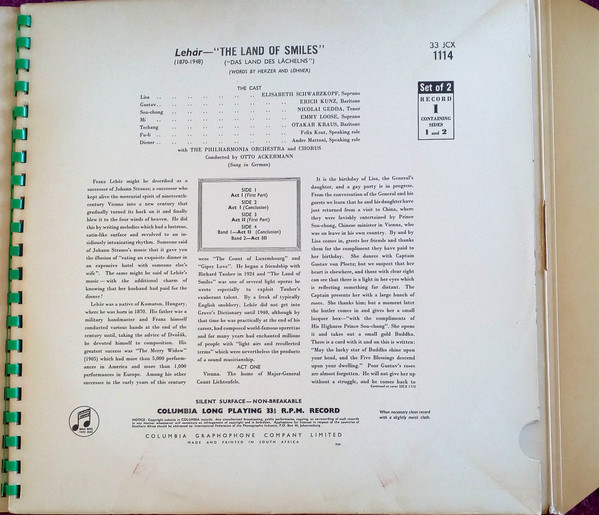 Lehár—"THE LAND OF SMILES"
(1870-1948) ("DAS LAND DES LÄCHELNS")
(WORDS BY HERZER AND LÖHNER)
33 JCX
1114
Set of 2
RECORD
1
CONTAINING
SIDES
1 and 2
THE CAST
Lisa .. ELISABETH SCHWARZKOPF, Soprano
Gustav .. ERICH KUNZ, Baritone
Sou-chong .. NICOLAI GEDDA, Tenor
Mi .. EMMY LOOSE, Soprano
Tschang .. OTAKAR KRAUS, Baritone
Fu-li .. Felix Kent, Speaking role
Diener .. Andre Mattoni, Speaking role
with THE PHILHARMONIA ORCHESTRA and CHORUS
Conducted by OTTO ACKERMANN
(Sung in German)
Franz Lehár might be described as a
successor of Johann Strauss; a successor who
kept alive the mercurial spirit of nineteenth-
century Vienna into a new century that
gradually turned its back on it and finally
blew it to the four winds of heaven. He did
this by writing melodies which had a lustrous,
satin-like surface and revolved to an in-
sidiously intoxicating rhythm. Someone said
of Johann Strauss's music that it gave you
the illusion of "eating an exquisite dinner in
an expensive hotel with someone else's
wife". The same might be said of Lehár's
music—with the additional charm of
knowing that her husband had paid for the
dinner!
Lehár was a native of Komaron, Hungary,
where he was born in 1870. His father was a
military bandmaster and Franz himself
conducted various bands at the end of the
century until, taking the advice of Dvořák,
he devoted himself to composition. His
greatest success was "The Merry Widow"
(1905) which had more than 5,000 perform-
ances in America and more than 1,000
performances in Europe. Among his other
successes in the early years of this century
SIDE 1
Act I (First Part)
SIDE 2
Act I (Conclusion)
SIDE 3
Act II (First Part)
SIDE 4
Band 1—Act II (Conclusion)
Band 2—Act III
were "The Count of Luxembourg" and
"Gipsy Love". He began a friendship with
Richard Tauber in 1924 and "The Land of
Smiles" was one of several light operas he
wrote especially to exploit Tauber's
exuberant talent. By a freak of typically
English snobbery, Lehár did not get into
Grove's Dictionary until 1940, although by
that time he was practically at the end of his
career, had composed world-famous operettas
and for many years had enchanted millions
of people with "light airs and recollected
terms" which were nevertheless the products
of a sound musicianship.
ACT ONE
Vienna. The home of Major-General
Count Lichtenfels.
It is the birthday of Lisa, the General's
daughter, and a gay party is in progress.
From the conversation of the General and his
guests we learn that he and his daughter have
just returned from a visit to China, where
they were lavishly entertained by Prince
Sou-chong, Chinese minister in Vienna, who
was on leave in his own country. By and by
Lisa comes in, greets her friends and thanks
them for the compliment they have paid to
her birthday. She dances with Captain
Gustav von Ploetz; but we suspect that her
heart is elsewhere, and those with clear sight
can see that there is a light in her eyes which
is reflecting something far distant. The
Captain presents her with a large bunch of
roses. She thanks him; but a moment later
the butler comes in and gives her a small
lacquer box—"with the compliments of
His Highness Prince Sou-chong". She opens
it and takes out a small gold Buddha.
There is a card with it and on this is written:
"May the lucky star of Buddha shine upon
your head, and the Five Blessings descend
upon your dwelling." Poor Gustav's roses
are almost forgotten. He will not give her up
without a struggle, and he comes back to
SILENT SURFACE—NON-BREAKABLE
COLUMBIA LONG PLAYING 33⅓ R.P.M. RECORD
COLUMBIA GRAPHOPHONE COMPANY LIMITED
MADE AND PRINTED IN SOUTH AFRICA
When necessary clean record
with a slightly moist cloth.